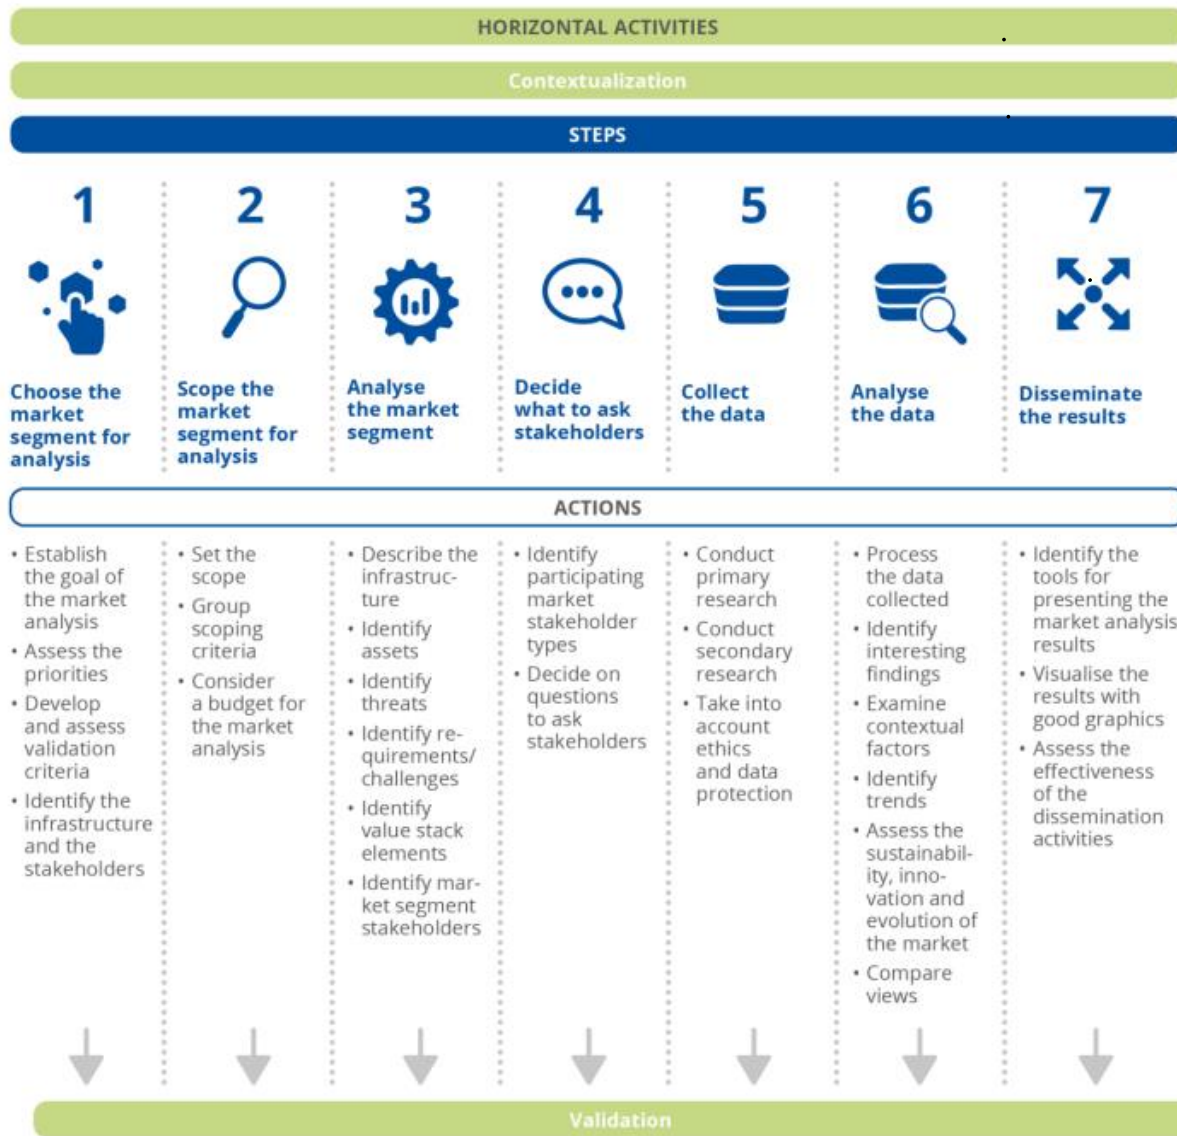 HORIZONTAL ACTIVITIES
Contextualization
STEPS
1
2
3
4
5
6
7
Choose the
market
segment for
analysis
Scope the
market
segment for
analysis
Analyse
the market
segment
Decide
what to ask
stakeholders
Collect
the data
Analyse
the data
Disseminate
the results
ACTIONS
• Establish
the goal of
the market
analysis
• Assess the
priorities
• Develop
and assess
validation
criteria
• Identify the
infrastructure
and the
stakeholders
• Set the
scope
• Group
scoping
criteria
• Consider
a budget for
the market
analysis
• Describe the
infrastruc-
ture
• Identify
assets
• Identify
threats
• Identify re-
quirements/
challenges
• Identify
value stack
elements
• Identify mar-
ket segment
stakeholders
• Identify
participating
market
stakeholder
types
• Decide on
questions
to ask
stakeholders
• Conduct
primary
research
• Conduct
secondary
research
• Take into
account
ethics
and data
protection
• Process
the data
collected
• Identify
interesting
findings
• Examine
contextual
factors
• Identify
trends
• Assess the
sustainabil-
ity, inno-
vation and
evolution of
the market
• Compare
views
• Identify the
tools for
presenting the
market analysis
results
• Visualise the
results with
good graphics
• Assess the
effectiveness
of the
dissemination
activities
Validation